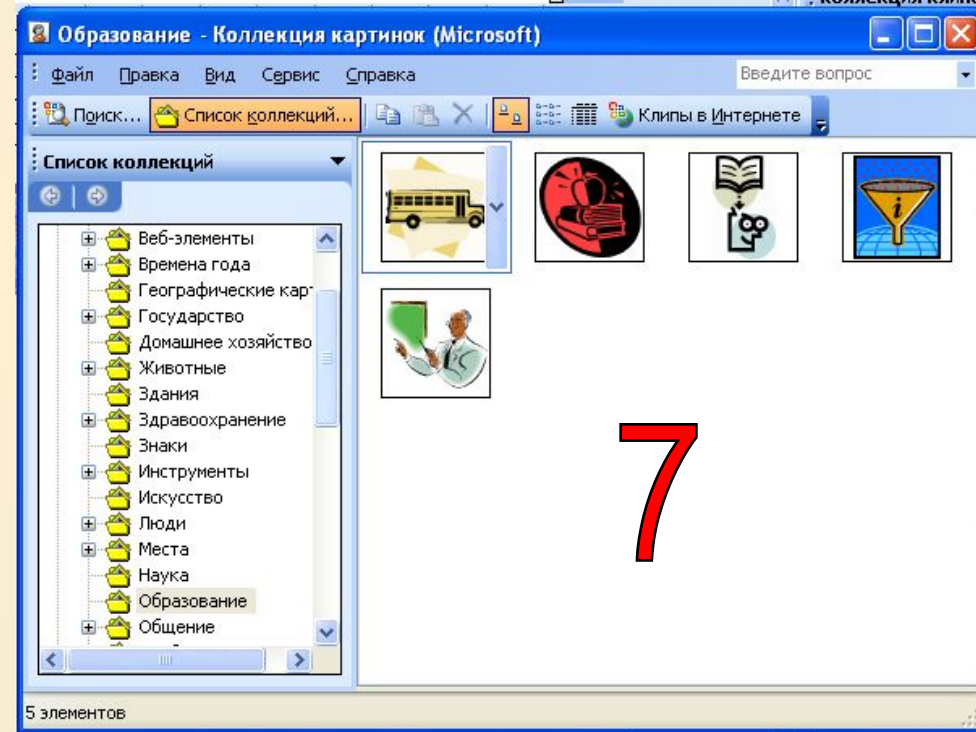 Образование - Коллекция картинок (Microsoft)
Файл Правка Вид Сервис Справка Введите вопрос
Поиск... Список коллекций... Клипы в Интернете
Список коллекций
Веб-элементы
Времена года
Географические кар
Государство
Домашнее хозяйство
Животные
Здания
Здравоохранение
Знаки
Инструменты
Искусство
Люди
Места
Наука
Образование
Общение
i
7
5 элементов